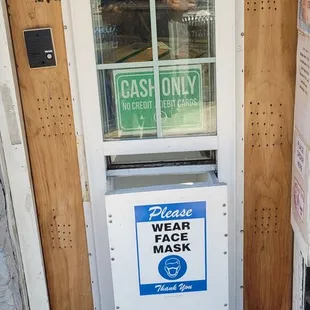 CASH ONLY
NO CREDIT / DEBIT CARDS
Please
WEAR
FACE
MASK
Thank You